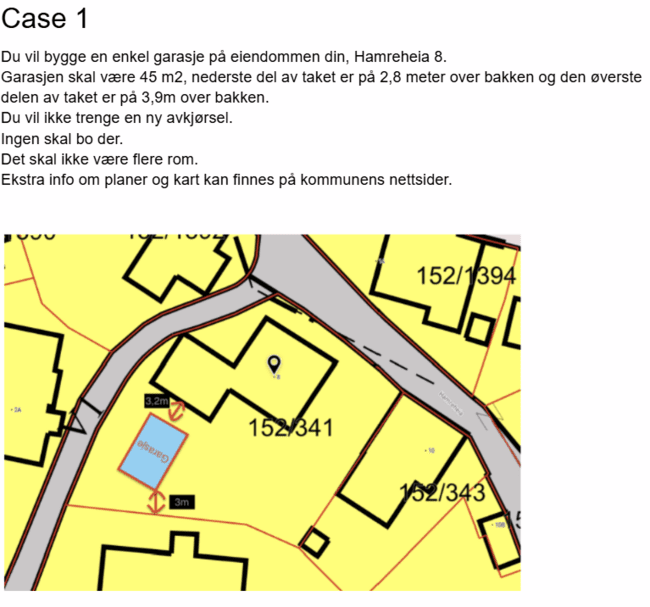 Case 1
Du vil bygge en enkel garasje på eiendommen din, Hamreheia 8.
Garasjen skal være 45 m2, nederste del av taket er på 2,8 meter over bakken og den øverste
delen av taket er på 3,9m over bakken.
Du vil ikke trenge en ny avkjørsel.
Ingen skal bo der.
Det skal ikke være flere rom.
Ekstra info om planer og kart kan finnes på kommunens nettsider.
152/1394
3,2m
152/341
Garasje
152/343
3m